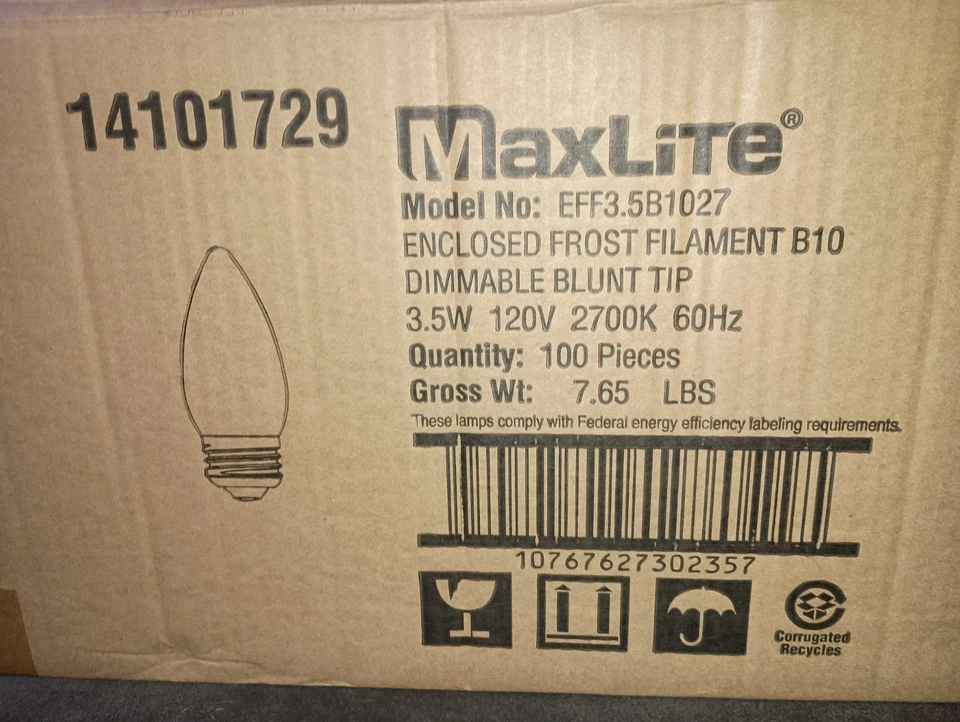 14101729
MAXLITE®
Model No: EFF3.5B1027
ENCLOSED FROST FILAMENT B10
DIMMABLE BLUNT TIP
3.5W 120V 2700K 60Hz
Quantity: 100 Pieces
Gross Wt: 7.65 LBS
These lamps comply with Federal energy efficiency labeling requirements.
10767627302357
Corrugated
Recycles